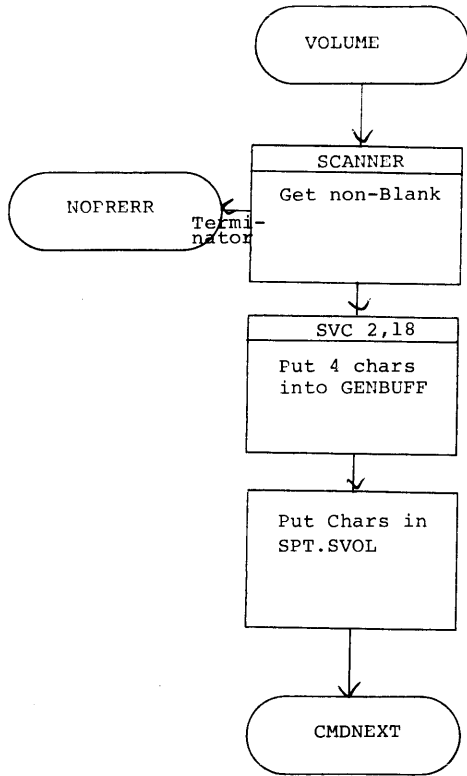 VOLUME
SCANNER
Get non-Blank
NOPRERR
Termi-
nator
SVC 2,18
Put 4 chars
into GENBUFF
Put Chars in
SPT.SVOL
CMDNEXT